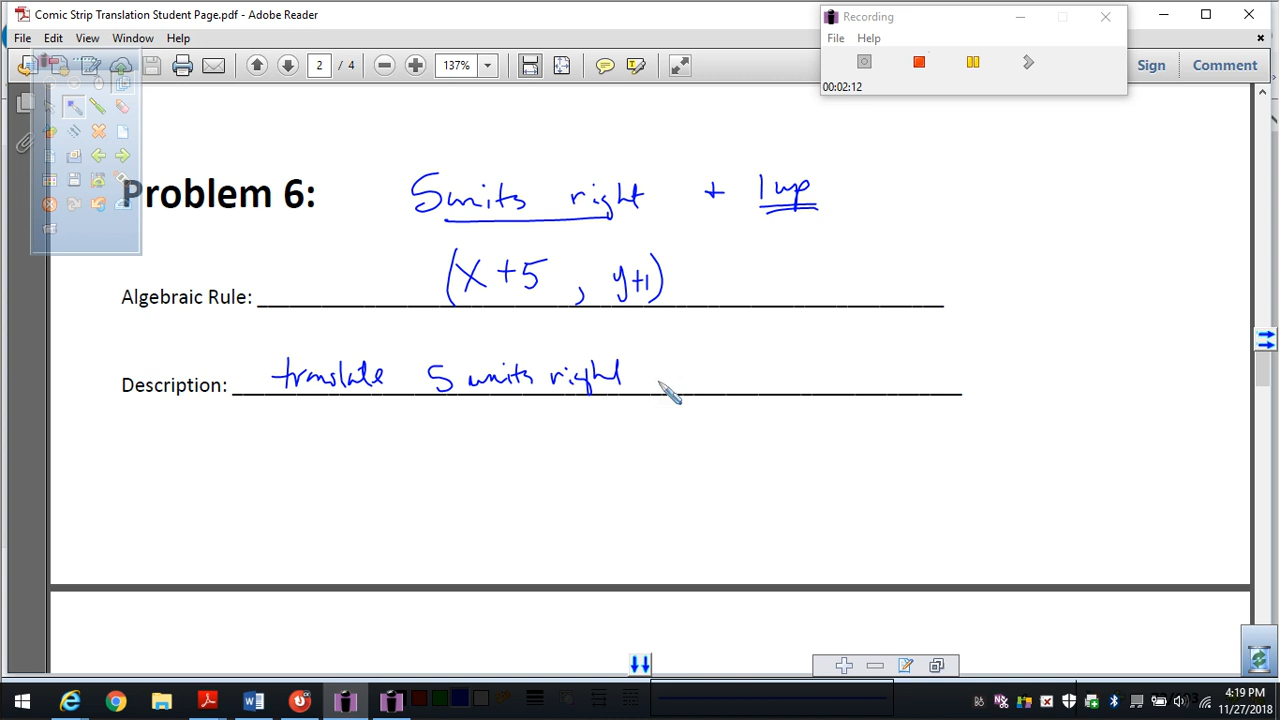 Comic Strip Translation Student Page.pdf - Adobe Reader
Recording
File Edit View Window Help
File Help
2 / 4 137% Sign Comment
00:02:12
Problem 6: 5 units right + 1 up
Algebraic Rule: (x+5, y+1)
Description: translate 5 units right
4:19 PM
11/27/2018